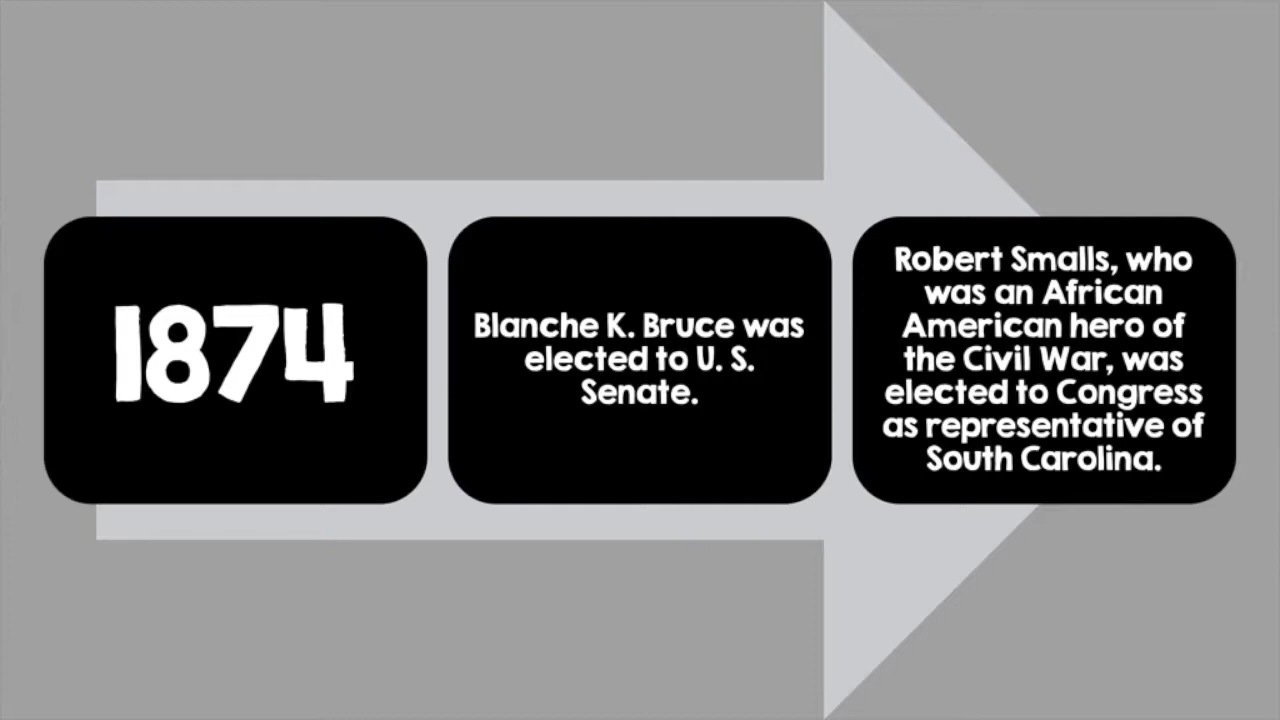 1874
Blanche K. Bruce was
elected to U. S.
Senate.
Robert Smalls, who
was an African
American hero of
the Civil War, was
elected to Congress
as representative of
South Carolina.